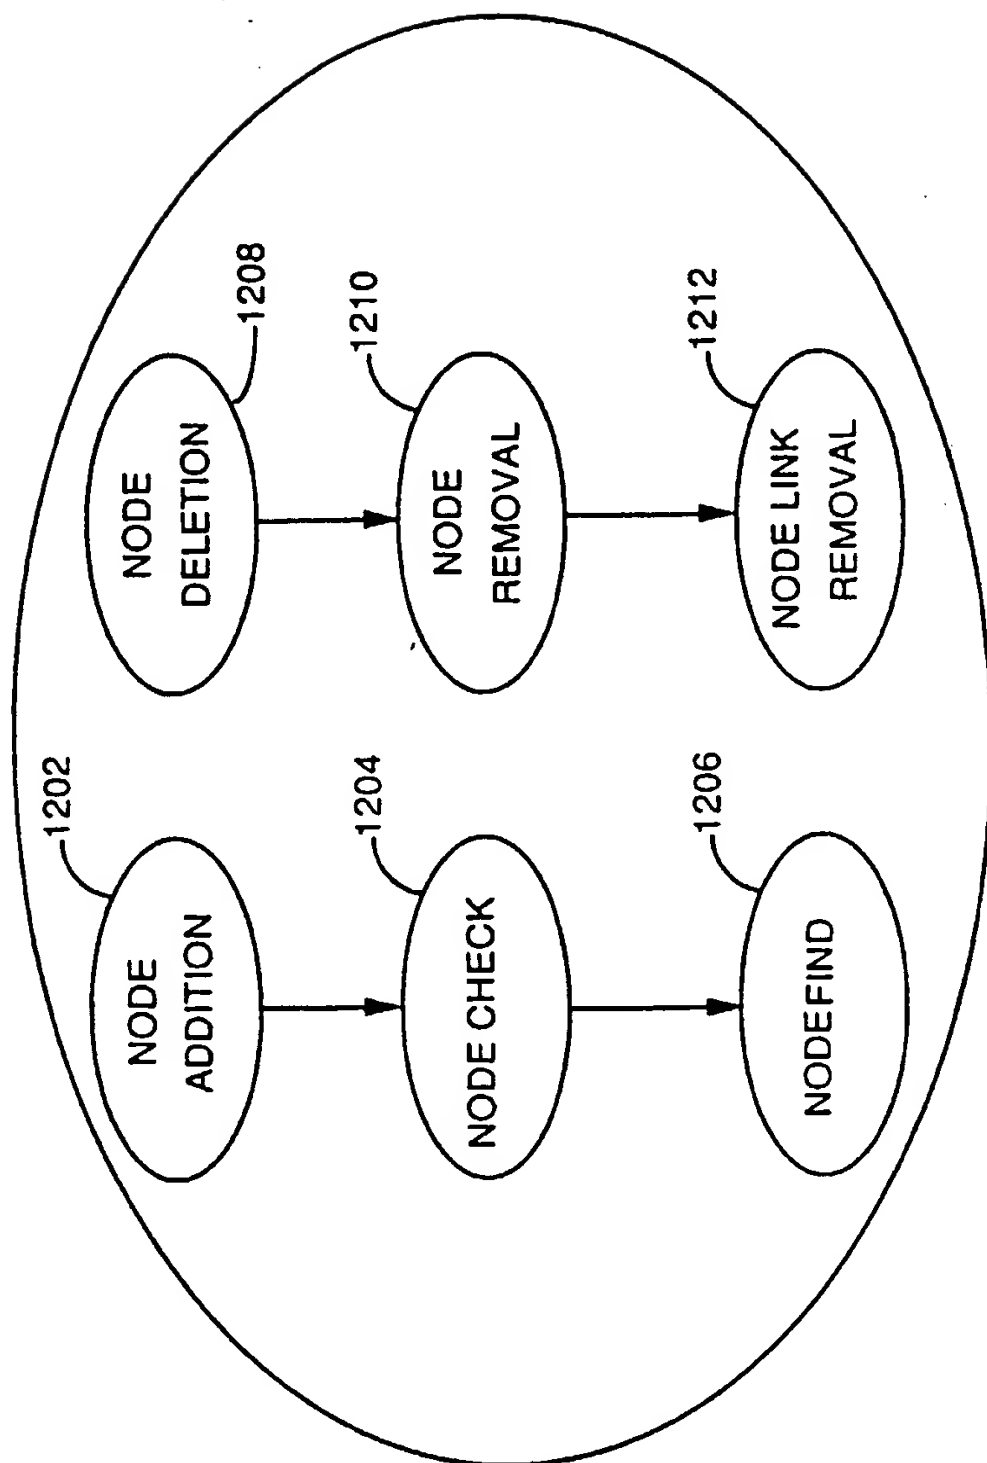 1202
NODE
ADDITION
1204
NODE CHECK
1206
NODEFIND
1208
NODE
DELETION
1210
NODE
REMOVAL
1212
NODE LINK
REMOVAL